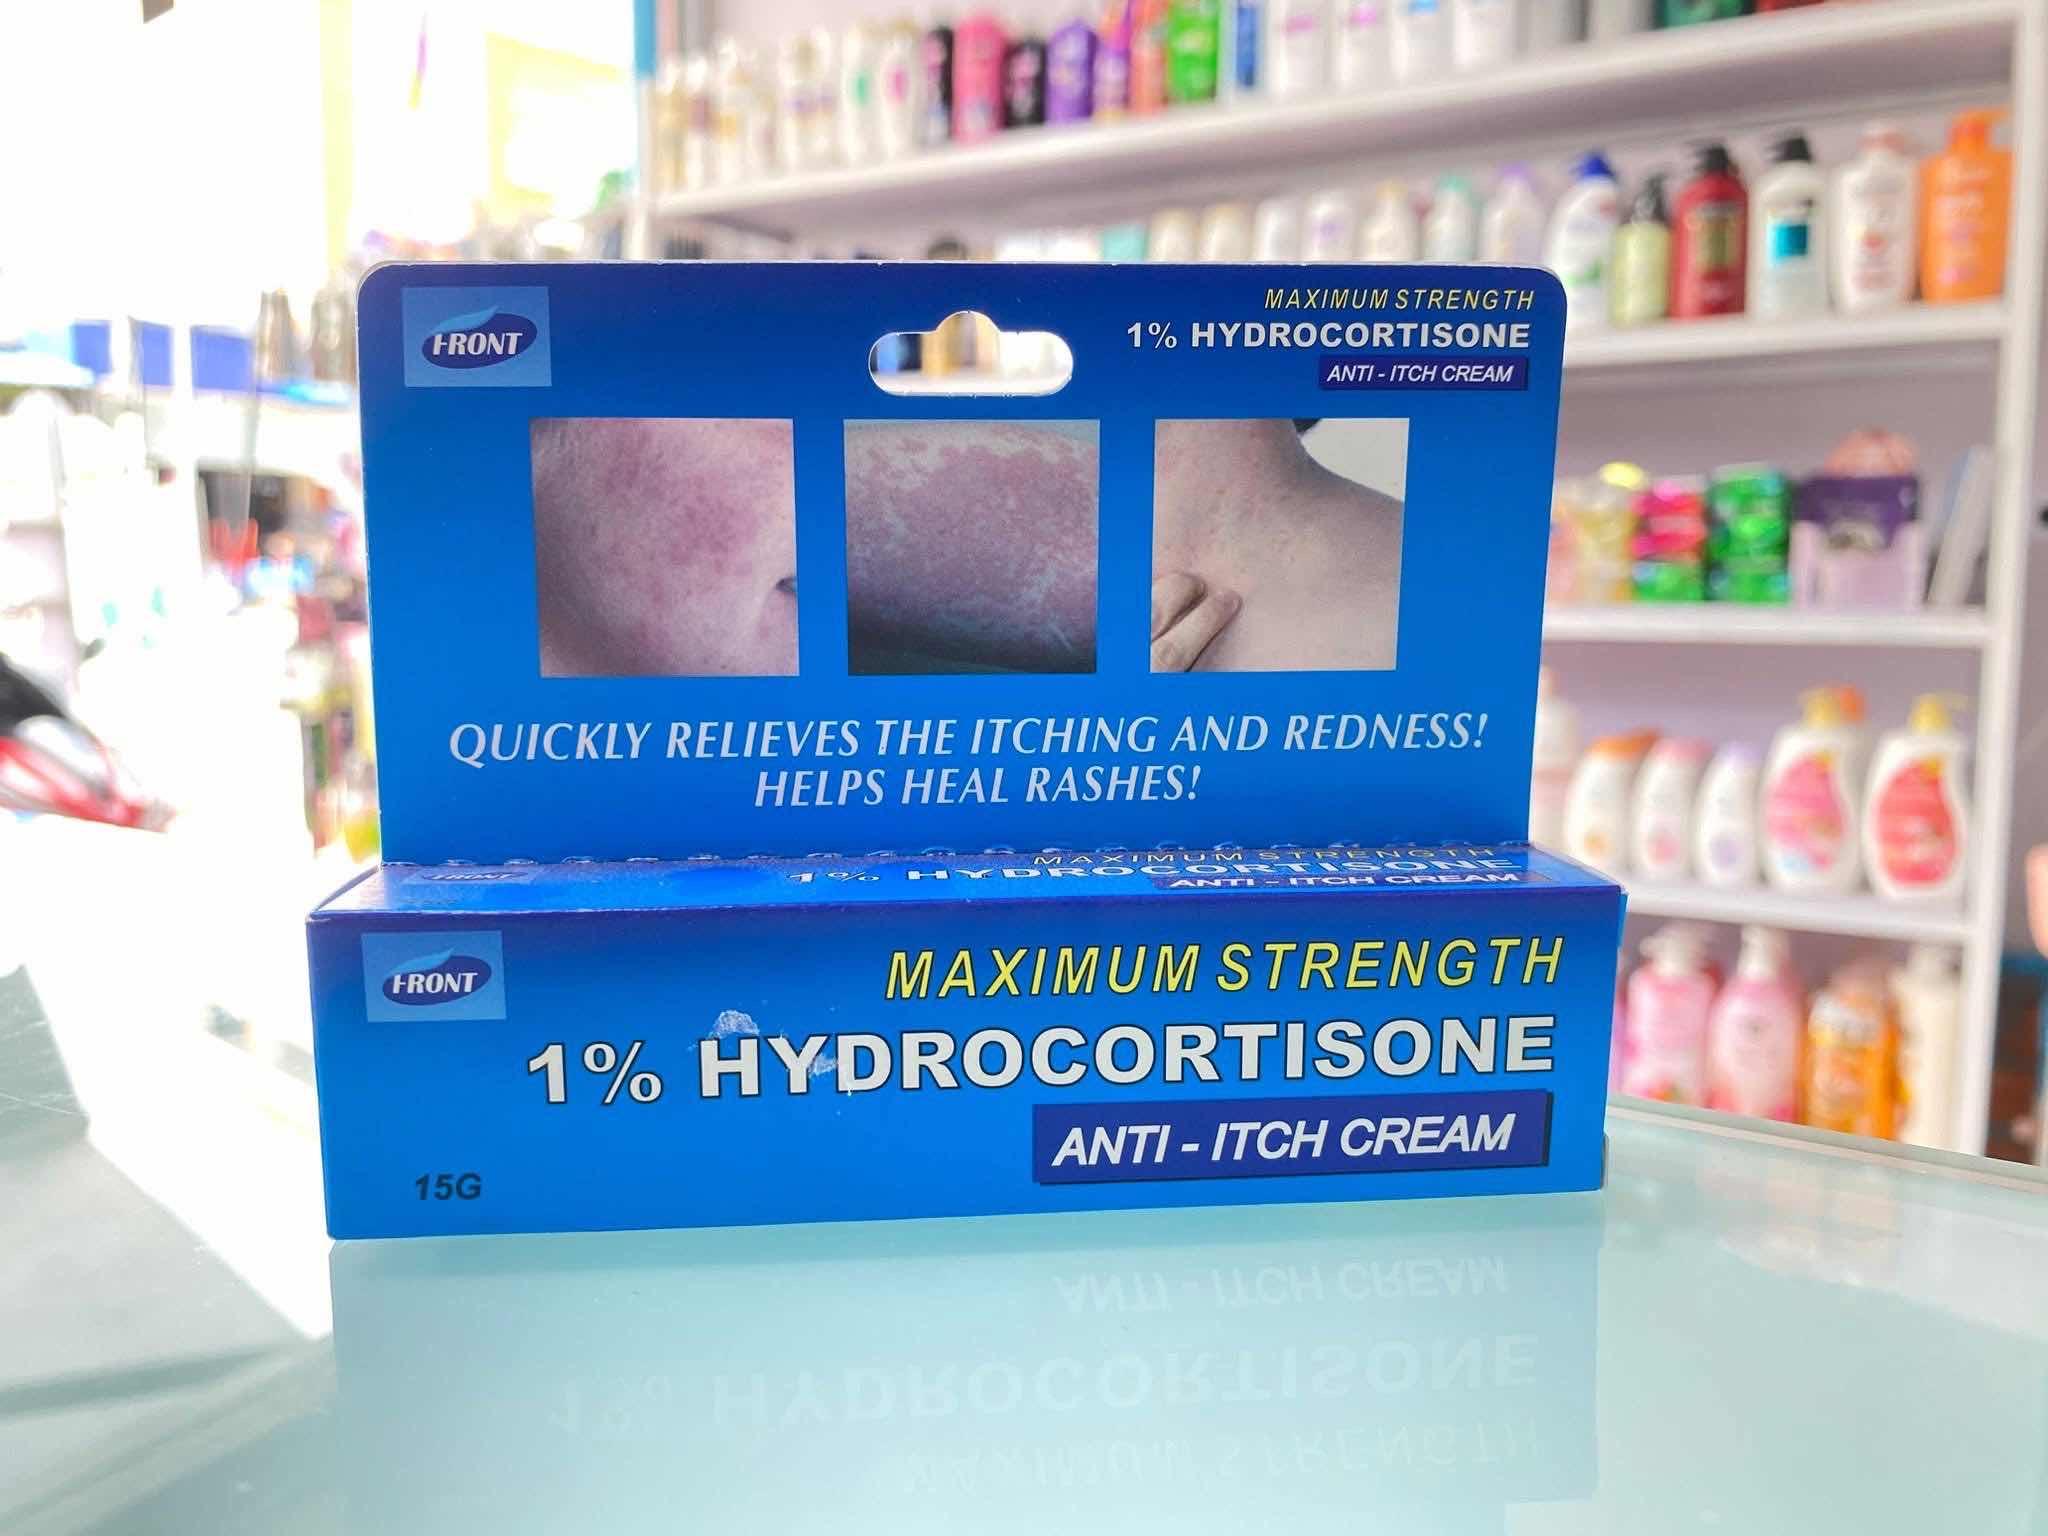 FRONT
MAXIMUM STRENGTH
1% HYDROCORTISONE
ANTI - ITCH CREAM
QUICKLY RELIEVES THE ITCHING AND REDNESS!
HELPS HEAL RASHES!
FRONT
MAXIMUM STRENGTH
1% HYDROCORTISONE
ANTI - ITCH CREAM
FRONT
MAXIMUM STRENGTH
1% HYDROCORTISONE
ANTI - ITCH CREAM
15G